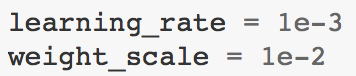 learning_rate = 1e-3
weight_scale = 1e-2